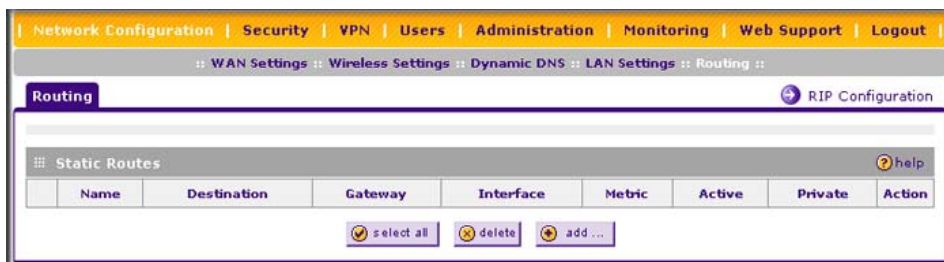 | Network Configuration | Security | VPN | Users | Administration | Monitoring | Web Support | Logout |
:: WAN Settings :: Wireless Settings :: Dynamic DNS :: LAN Settings :: Routing ::
Routing RIP Configuration
Static Routes help
Name Destination Gateway Interface Metric Active Private Action
select all delete add ...